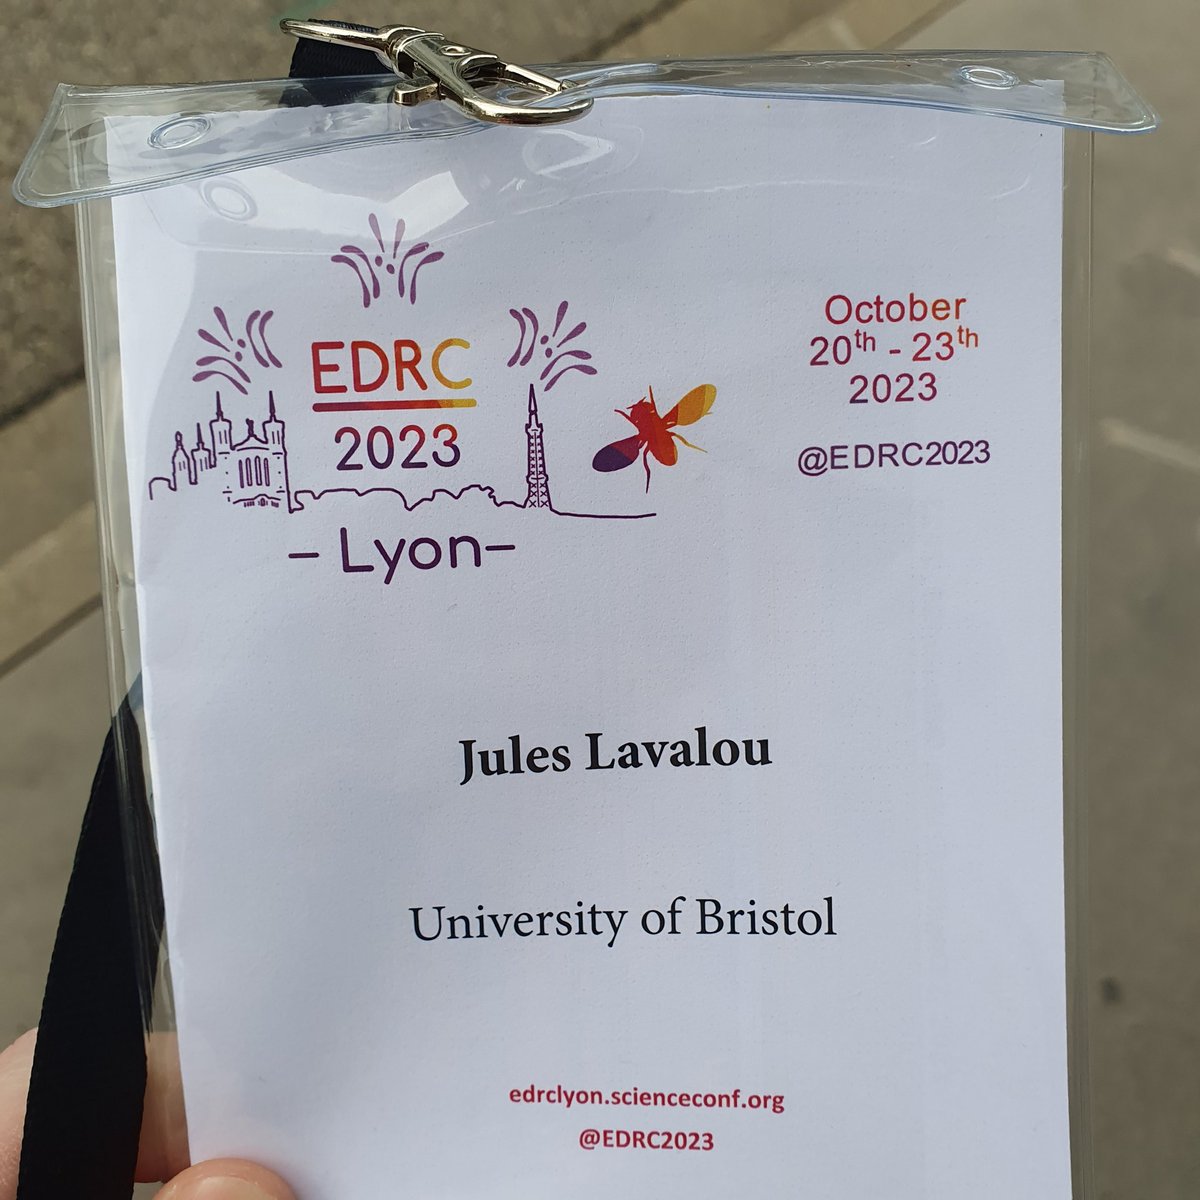 EDRC
2023
– Lyon–
October
20th - 23th
2023
@EDRC2023
Jules Lavalou
University of Bristol
edrclyon.scienceconf.org
@EDRC2023